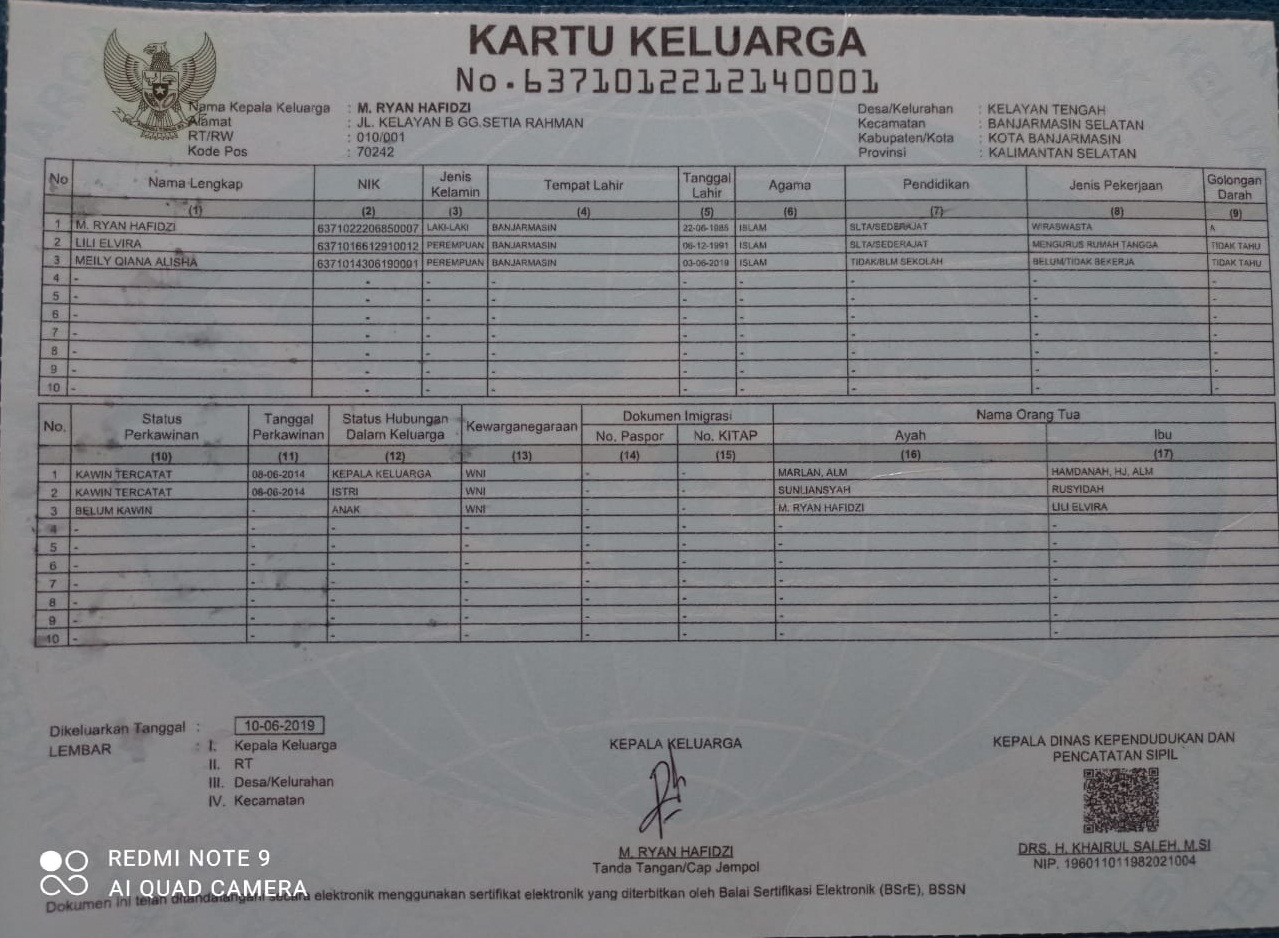 KARTU KELUARGA
No.6371012212140001
Nama Kepala Keluarga : M. RYAN HAFIDZI
Alamat : JL. KELAYAN B GG.SETIA RAHMAN
RT/RW : 010/001
Kode Pos : 70242
Desa/Kelurahan : KELAYAN TENGAH
Kecamatan : BANJARMASIN SELATAN
Kabupaten/Kota : KOTA BANJARMASIN
Provinsi : KALIMANTAN SELATAN
No Nama Lengkap NIK Jenis Kelamin Tempat Lahir Tanggal Lahir Agama Pendidikan Jenis Pekerjaan Golongan Darah
(1) (2) (3) (4) (5) (6) (7) (8) (9)
1 M. RYAN HAFIDZI 6371022206850007 LAKI-LAKI BANJARMASIN 22-06-1985 ISLAM SLTA/SEDERAJAT WIRASWASTA A
2 LILI ELVIRA 6371016612910012 PEREMPUAN BANJARMASIN 06-12-1991 ISLAM SLTA/SEDERAJAT MENGURUS RUMAH TANGGA TIDAK TAHU
3 MEILY QIANA ALISHA 6371014306190001 PEREMPUAN BANJARMASIN 03-06-2019 ISLAM TIDAK/BLM SEKOLAH BELUM/TIDAK BEKERJA TIDAK TAHU
4 - - - - - - - - -
5 - - - - - - - - -
6 - - - - - - - - -
7 - - - - - - - - -
8 - - - - - - - - -
9 - - - - - - - - -
10 - - - - - - - - -
No. Status Perkawinan Tanggal Perkawinan Status Hubungan Dalam Keluarga Kewarganegaraan Dokumen Imigrasi Nama Orang Tua
No. Paspor No. KITAP Ayah Ibu
(10) (11) (12) (13) (14) (15) (16) (17)
1 KAWIN TERCATAT 08-06-2014 KEPALA KELUARGA WNI - - MARLAN, ALM HAMDANAH, HJ, ALM
2 KAWIN TERCATAT 08-06-2014 ISTRI WNI - - SUNLIANSYAH RUSYIDAH
3 BELUM KAWIN - ANAK WNI - - M. RYAN HAFIDZI LILI ELVIRA
4 - - - - - - - -
5 - - - - - - - -
6 - - - - - - - -
7 - - - - - - - -
8 - - - - - - - -
9 - - - - - - - -
10 - - - - - - - -
Dikeluarkan Tanggal : 10-06-2019
LEMBAR : I. Kepala Keluarga
II. RT
III. Desa/Kelurahan
IV. Kecamatan
KEPALA KELUARGA
M. RYAN HAFIDZI
Tanda Tangan/Cap Jempol
KEPALA DINAS KEPENDUDUKAN DAN
PENCATATAN SIPIL
DRS. H. KHAIRUL SALEH, M.SI
NIP. 196011011982021004
REDMI NOTE 9
AI QUAD CAMERA
Dokumen ini telah ditandatangani secara elektronik menggunakan sertifikat elektronik yang diterbitkan oleh Balai Sertifikasi Elektronik (BSrE), BSSN